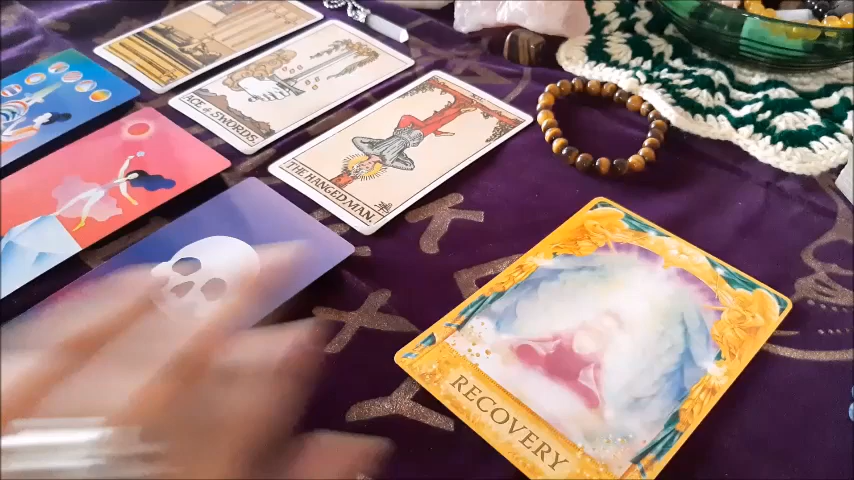 ACE of SWORDS.
THE HANGED MAN.
RECOVERY